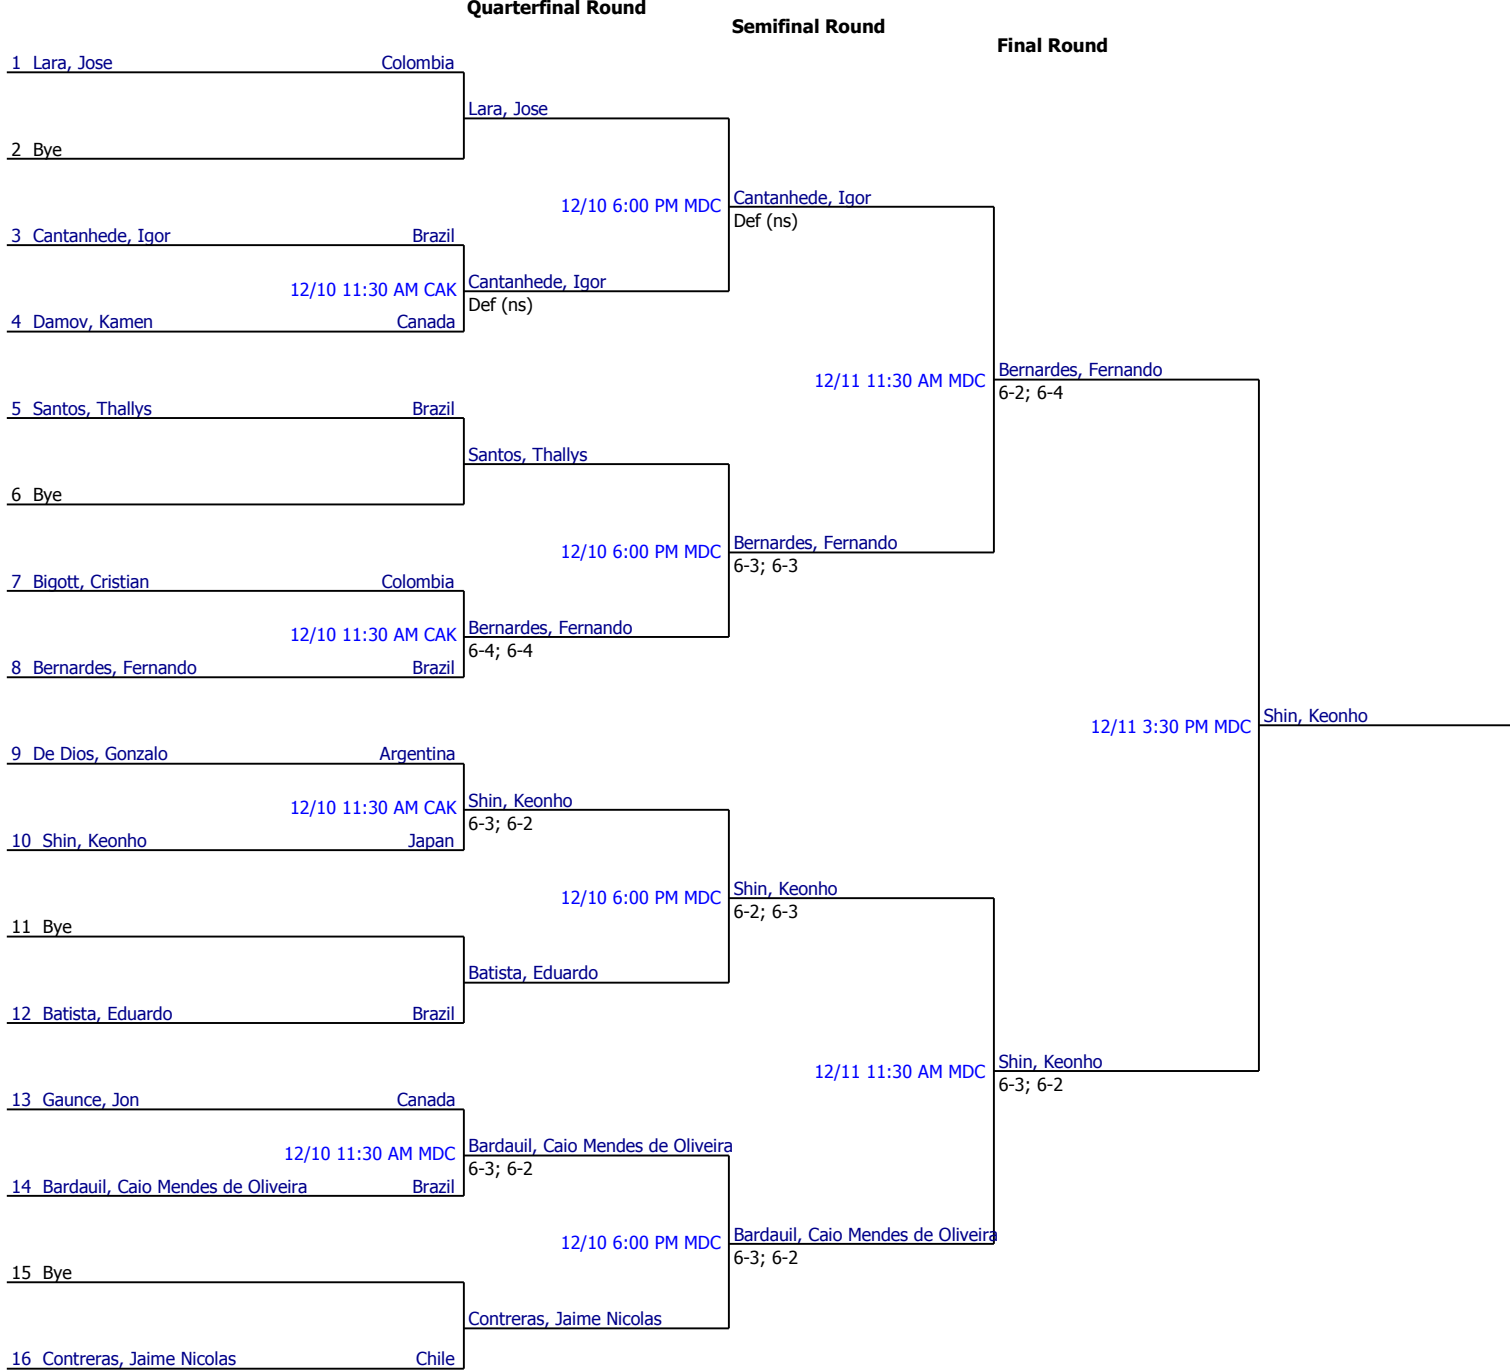 Quarterfinal Round
Semifinal Round
Final Round
1 Lara, Jose Colombia
Lara, Jose
2 Bye
12/10 6:00 PM MDC Cantanhede, Igor
Def (ns)
3 Cantanhede, Igor Brazil
12/10 11:30 AM CAK Cantanhede, Igor
Def (ns)
4 Damov, Kamen Canada
12/11 11:30 AM MDC Bernardes, Fernando
6-2; 6-4
5 Santos, Thallys Brazil
Santos, Thallys
6 Bye
12/10 6:00 PM MDC Bernardes, Fernando
6-3; 6-3
7 Bigott, Cristian Colombia
12/10 11:30 AM CAK Bernardes, Fernando
6-4; 6-4
8 Bernardes, Fernando Brazil
12/11 3:30 PM MDC Shin, Keonho
9 De Dios, Gonzalo Argentina
12/10 11:30 AM CAK Shin, Keonho
6-3; 6-2
10 Shin, Keonho Japan
12/10 6:00 PM MDC Shin, Keonho
6-2; 6-3
11 Bye
Batista, Eduardo
12 Batista, Eduardo Brazil
12/11 11:30 AM MDC Shin, Keonho
6-3; 6-2
13 Gaunce, Jon Canada
12/10 11:30 AM MDC Bardauil, Caio Mendes de Oliveira
6-3; 6-2
14 Bardauil, Caio Mendes de Oliveira Brazil
12/10 6:00 PM MDC Bardauil, Caio Mendes de Oliveira
6-3; 6-2
15 Bye
Contreras, Jaime Nicolas
16 Contreras, Jaime Nicolas Chile